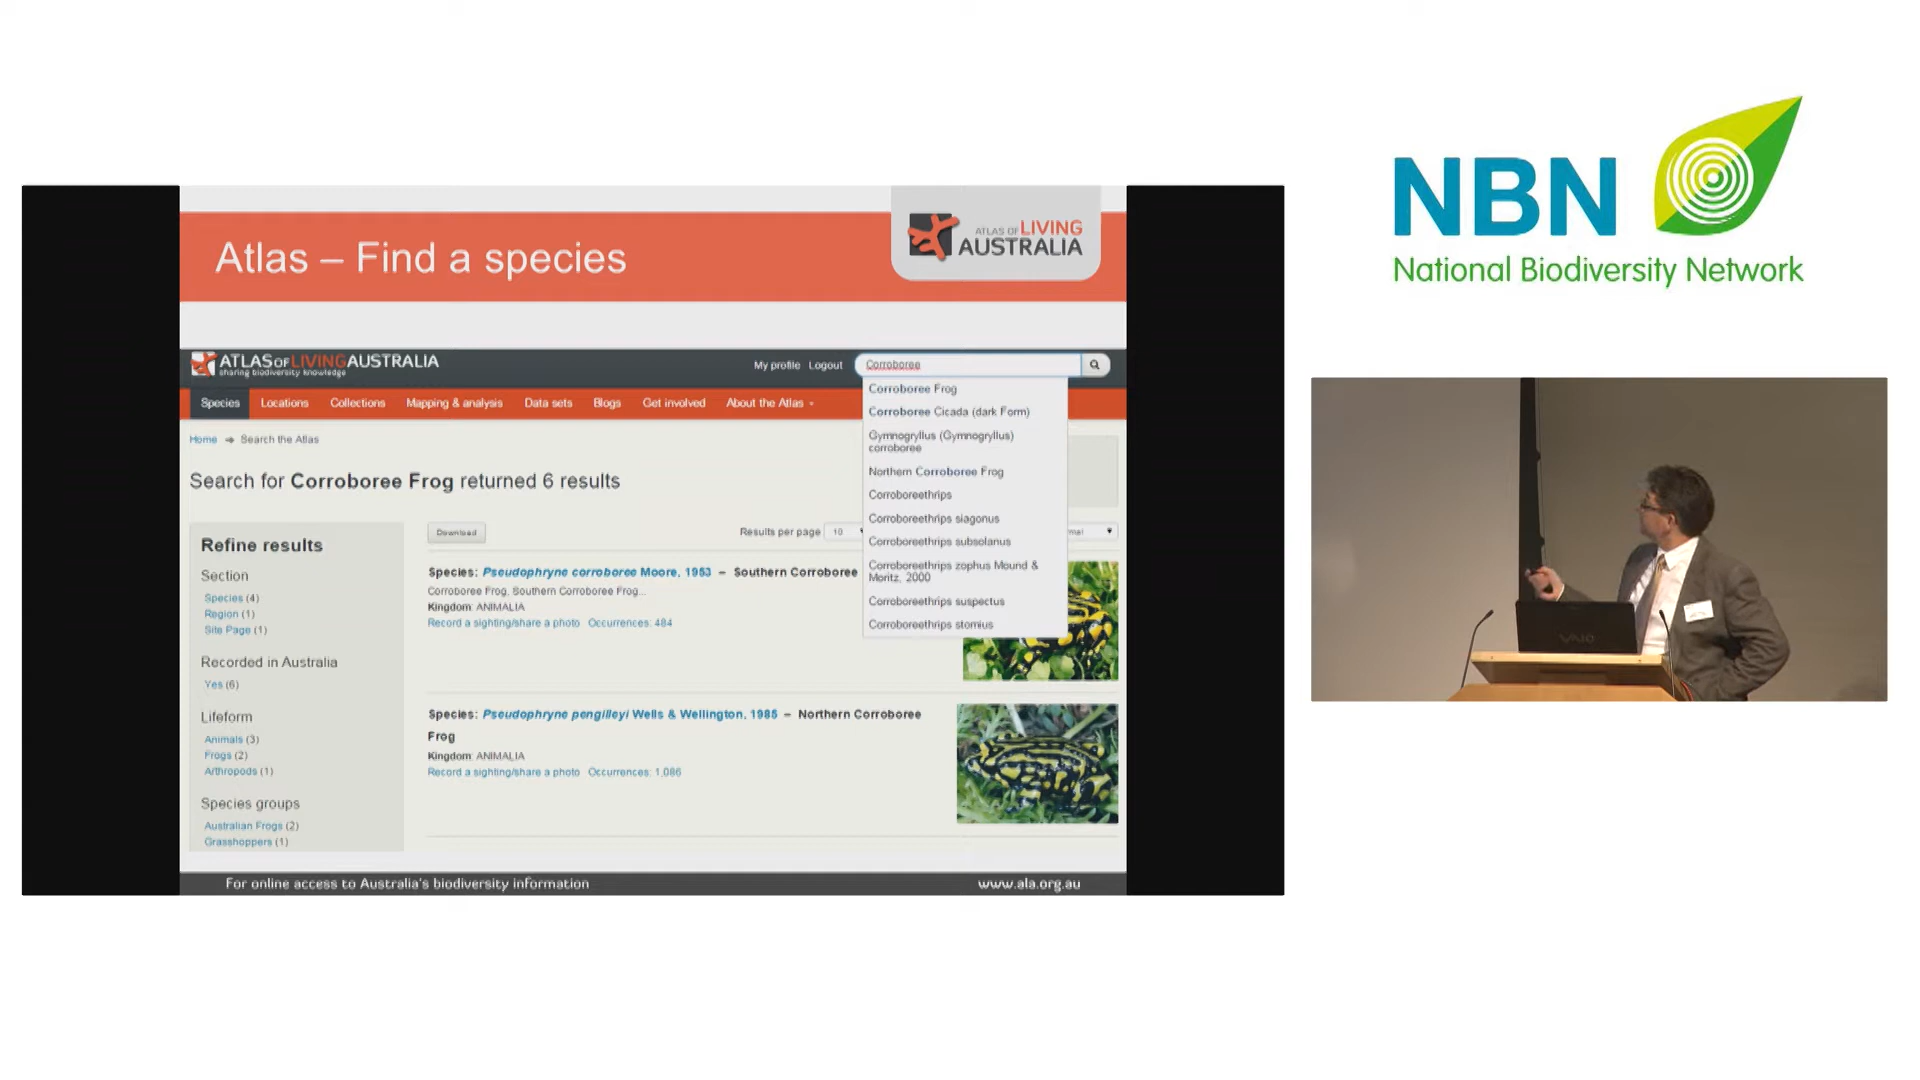 Atlas – Find a species
ATLAS OF LIVING
AUSTRALIA
ATLAS OF LIVING AUSTRALIA
sharing biodiversity knowledge
My profile Logout
Corroboree
Species Locations Collections Mapping & analysis Data sets Blogs Get involved About the Atlas
Corroboree Frog
Corroboree Cicada (dark Form)
Gymnogryllus (Gymnogryllus)
corroboree
Northern Corroboree Frog
Corroboreethrips
Corroboreethrips siagonus
Corroboreethrips subsolanus
Corroboreethrips zophus Mound &
Moritz, 2000
Corroboreethrips suspectus
Corroboreethrips stomius
Home Search the Atlas
Search for Corroboree Frog returned 6 results
Refine results
Section
Species (4)
Region (1)
Site Page (1)
Recorded in Australia
Yes (6)
Lifeform
Animals (3)
Frogs (2)
Arthropods (1)
Species groups
Australian Frogs (2)
Grasshoppers (1)
Download
Results per page 10
Species: Pseudophryne corroboree Moore, 1953 – Southern Corroboree
Corroboree Frog, Southern Corroboree Frog...
Kingdom: ANIMALIA
Record a sighting/share a photo Occurrences: 484
Species: Pseudophryne pengilleyi Wells & Wellington, 1985 – Northern Corroboree
Frog
Kingdom: ANIMALIA
Record a sighting/share a photo Occurrences: 1,086
For online access to Australia's biodiversity information
www.ala.org.au
NBN
National Biodiversity Network
VAIO